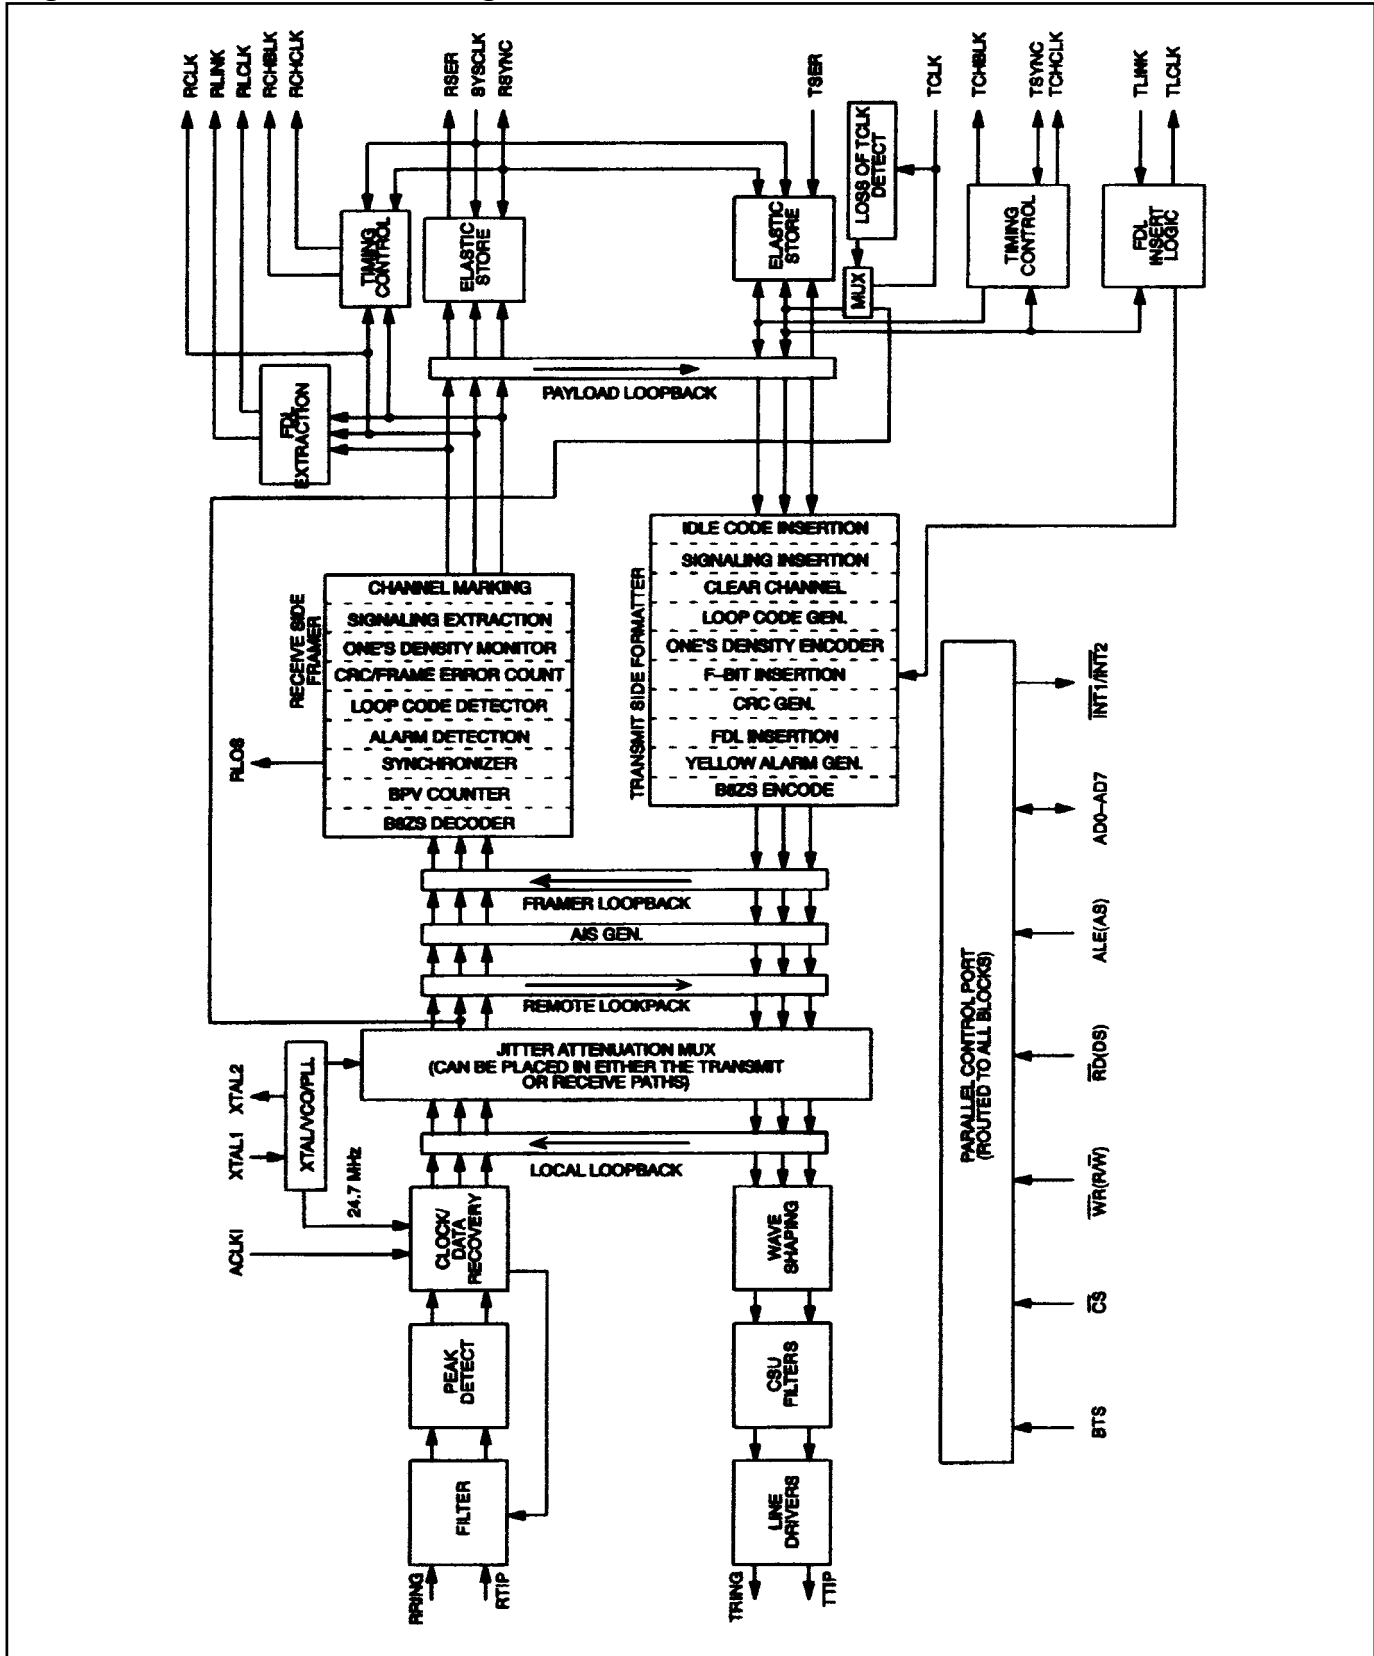 RCLK
RLINK
RLCLK
RCHBLK
RCHCLK
RSER
SYSCLK
RSYNC
TSER
TCLK
TCHBLK
TSYNC
TCHCLK
TLINK
TLCLK
LOSS OF TCLK
DETECT
TIMING
CONTROL
ELASTIC
STORE
ELASTIC
STORE
MUX
TIMING
CONTROL
FDL
INSERT
LOGIC
FDL
EXTRACTION
PAYLOAD LOOPBACK
RECEIVE SIDE
FRAMER
CHANNEL MARKING
SIGNALING EXTRACTION
ONE'S DENSITY MONITOR
CRC/FRAME ERROR COUNT
LOOP CODE DETECTOR
ALARM DETECTION
SYNCHRONIZER
BPV COUNTER
B8ZS DECODER
RLOS
TRANSMIT SIDE FORMATTER
IDLE CODE INSERTION
SIGNALING INSERTION
CLEAR CHANNEL
LOOP CODE GEN.
ONE'S DENSITY ENCODER
F-BIT INSERTION
CRC GEN.
FDL INSERTION
YELLOW ALARM GEN.
B8ZS ENCODE
FRAMER LOOPBACK
AIS GEN.
REMOTE LOOKPACK
JITTER ATTENUATION MUX
(CAN BE PLACED IN EITHER THE TRANSMIT
OR RECEIVE PATHS)
LOCAL LOOPBACK
XTAL2
XTAL1
XTAL/VCO/PLL
24.7 MHz
ACLKI
CLOCK/
DATA
RECOVERY
WAVE
SHAPING
PEAK
DETECT
CSU
FILTERS
FILTER
LINE
DRIVERS
RRING
RTIP
TRING
TTIP
PARALLEL CONTROL PORT
(ROUTED TO ALL BLOCKS)
INT1/INT2
AD0-AD7
ALE(AS)
RD(DS)
WR(R/W)
CS
BTS